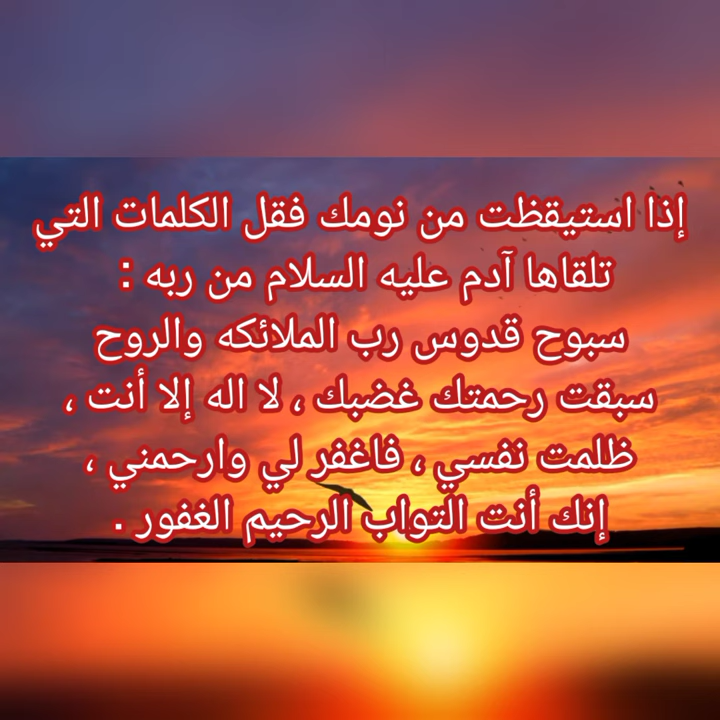 إذا استيقظت من نومك فقل الكلمات التي
تلقاها آدم عليه السلام من ربه :
سبوح قدوس رب الملائكه والروح
سبقت رحمتك غضبك ، لا اله إلا أنت ،
ظلمت نفسي ، فاغفر لي وارحمني ،
إنك أنت التواب الرحيم الغفور .